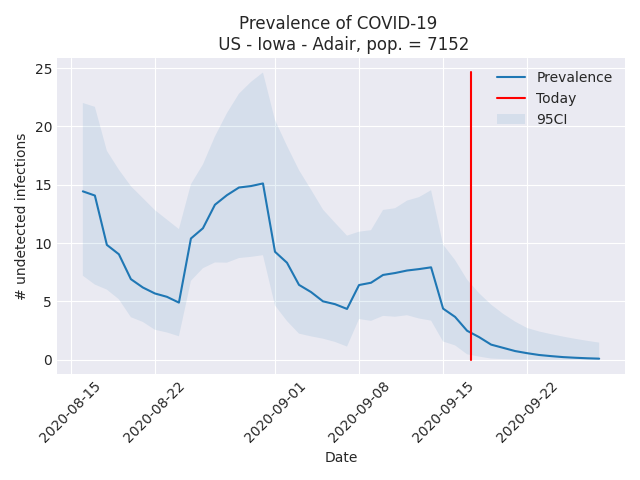 Prevalence of COVID-19
US - Iowa - Adair, pop. = 7152
# undetected infections
25
20
15
10
5
0
Prevalence
Today
95CI
2020-08-15
2020-08-22
2020-09-01
2020-09-08
2020-09-15
2020-09-22
Date